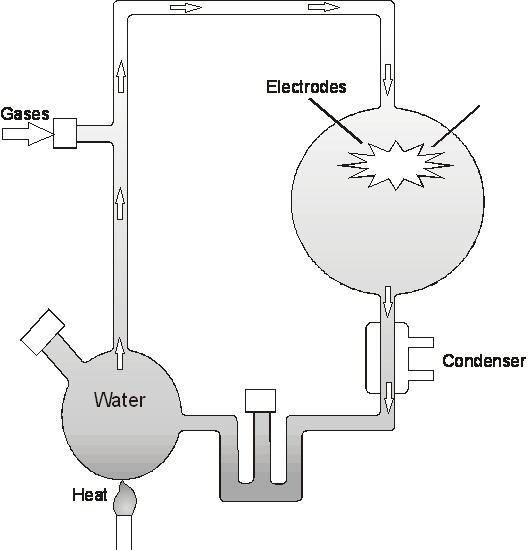 Electrodes
Gases
Condenser
Water
Heat